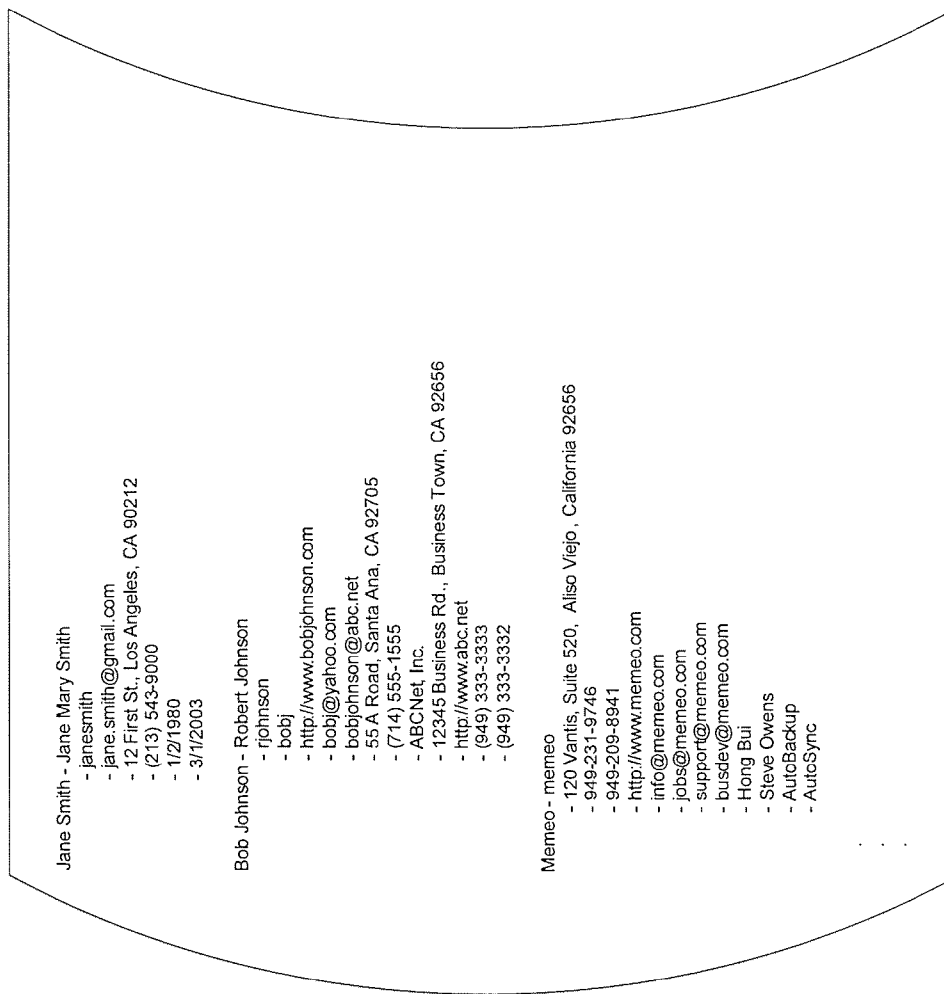 Jane Smith - Jane Mary Smith
- janesmith
- jane.smith@gmail.com
- 12 First St., Los Angeles, CA 90212
- (213) 543-9000
- 1/2/1980
- 3/1/2003
Bob Johnson - Robert Johnson
- rjohnson
- bobj
- http://www.bobjohnson.com
- bobj@yahoo.com
- bobjohnson@abc.net
- 55 A Road, Santa Ana, CA 92705
- (714) 555-1555
- ABCNet, Inc.
- 12345 Business Rd., Business Town, CA 92656
- http://www.abc.net
- (949) 333-3333
- (949) 333-3332
Memeo - memeo
- 120 Vantis, Suite 520, Aliso Viejo, California 92656
- 949-231-9746
- 949-209-8941
- http://www.memeo.com
- info@memeo.com
- jobs@memeo.com
- support@memeo.com
- busdev@memeo.com
- Hong Bui
- Steve Owens
- AutoBackup
- AutoSync
.
.
.